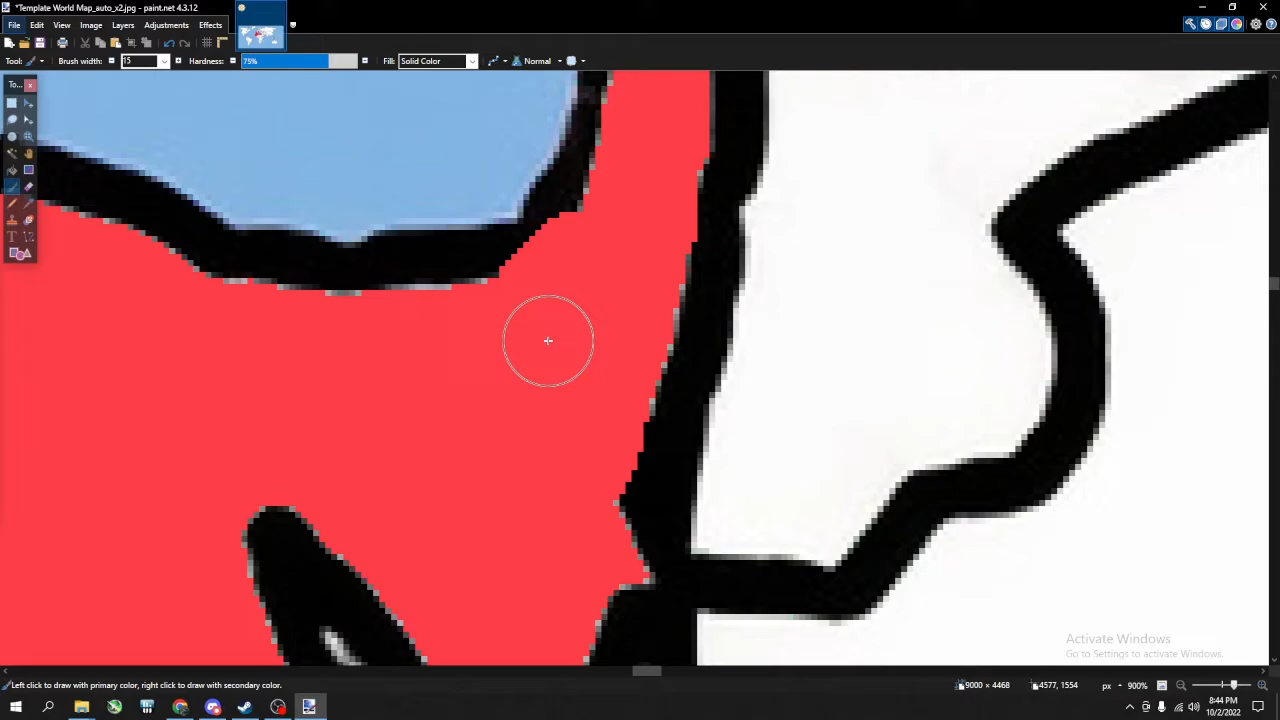 *Template World Map_auto_x2.jpg - paint.net 4.3.12
File Edit View Image Layers Adjustments Effects
Tool: Brush width: 15 Hardness: 75% Fill: Solid Color Normal
To...
Activate Windows
Go to Settings to activate Windows.
Left click to draw with primary color, right click to draw with secondary color. 9000 × 4468 4577, 1554 px 900%
8:44 PM
10/2/2022